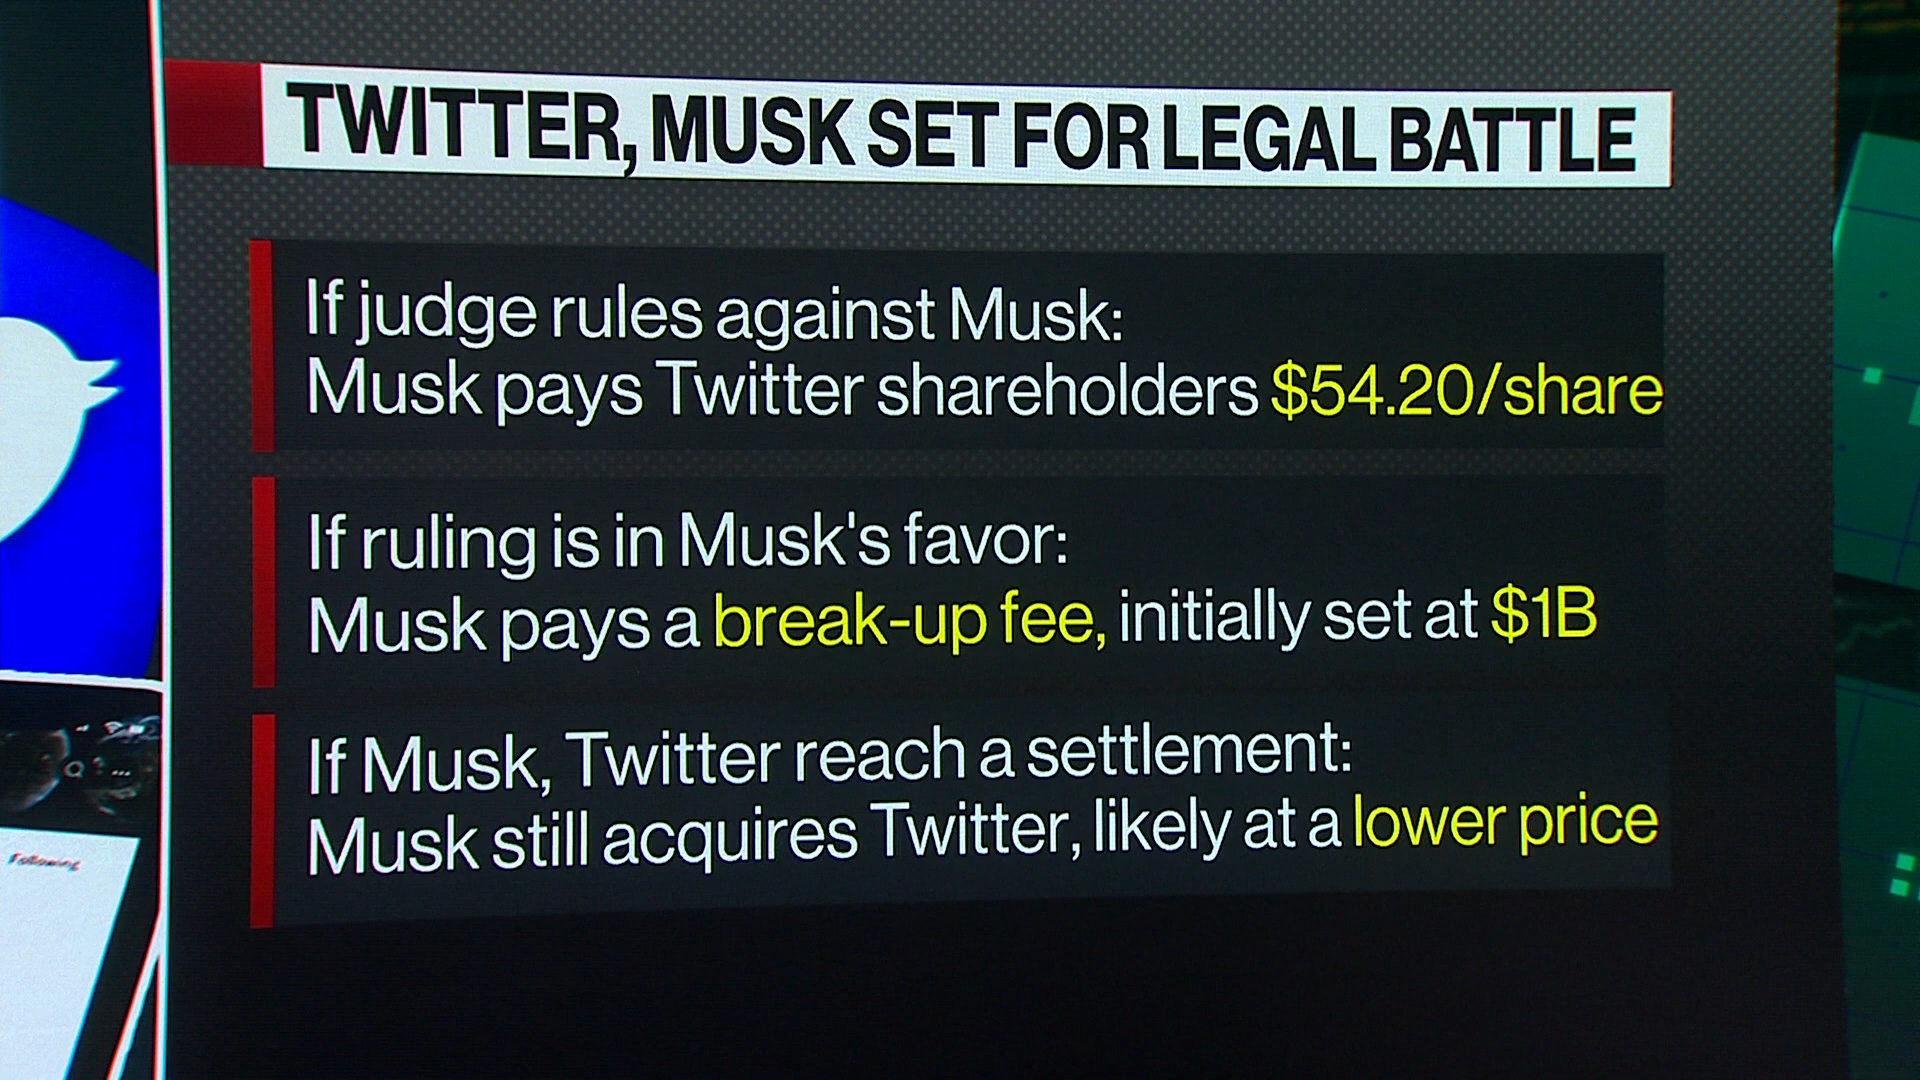 TWITTER, MUSK SET FOR LEGAL BATTLE
If judge rules against Musk:
Musk pays Twitter shareholders $54.20/share
If ruling is in Musk's favor:
Musk pays a break-up fee, initially set at $1B
If Musk, Twitter reach a settlement:
Musk still acquires Twitter, likely at a lower price
Following